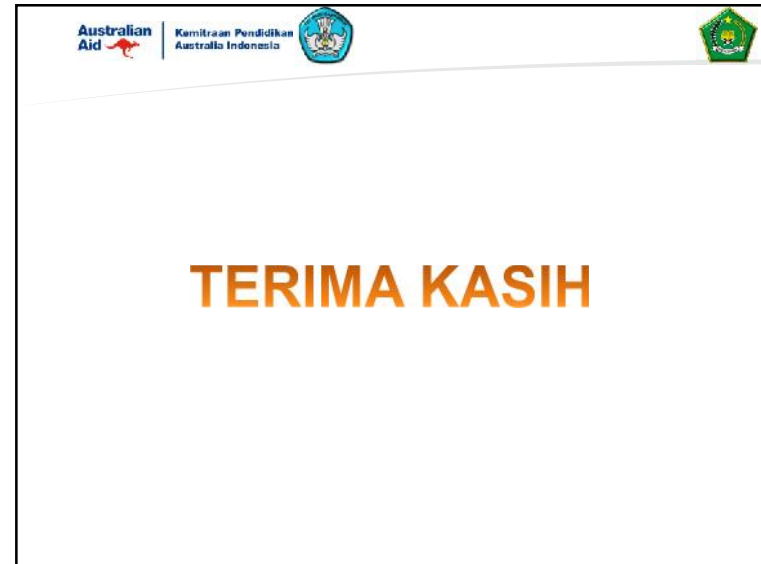 Australian
Aid
Kemitraan Pendidikan
Australia Indonesia
TERIMA KASIH